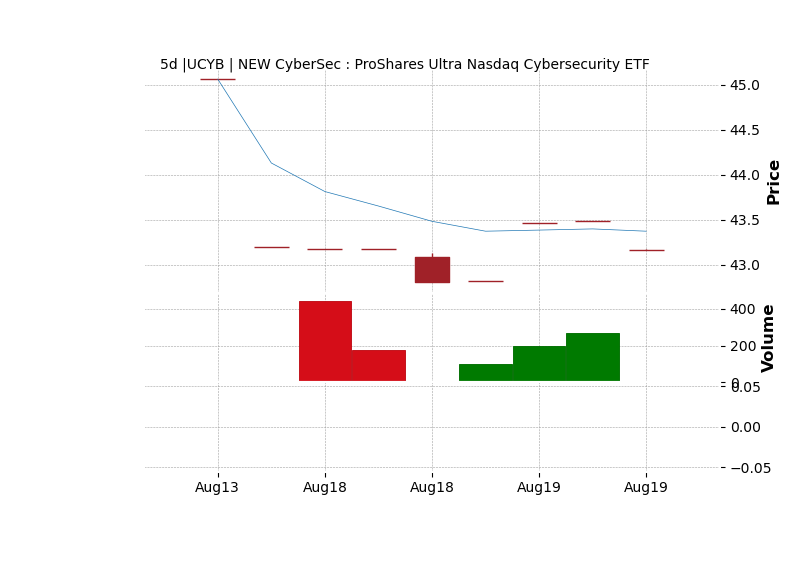 5d |UCYB | NEW CyberSec : ProShares Ultra Nasdaq Cybersecurity ETF
45.0
44.5
44.0
43.5
43.0
Price
400
200
0
Volume
0.05
0.00
−0.05
Aug13 Aug18 Aug18 Aug19 Aug19